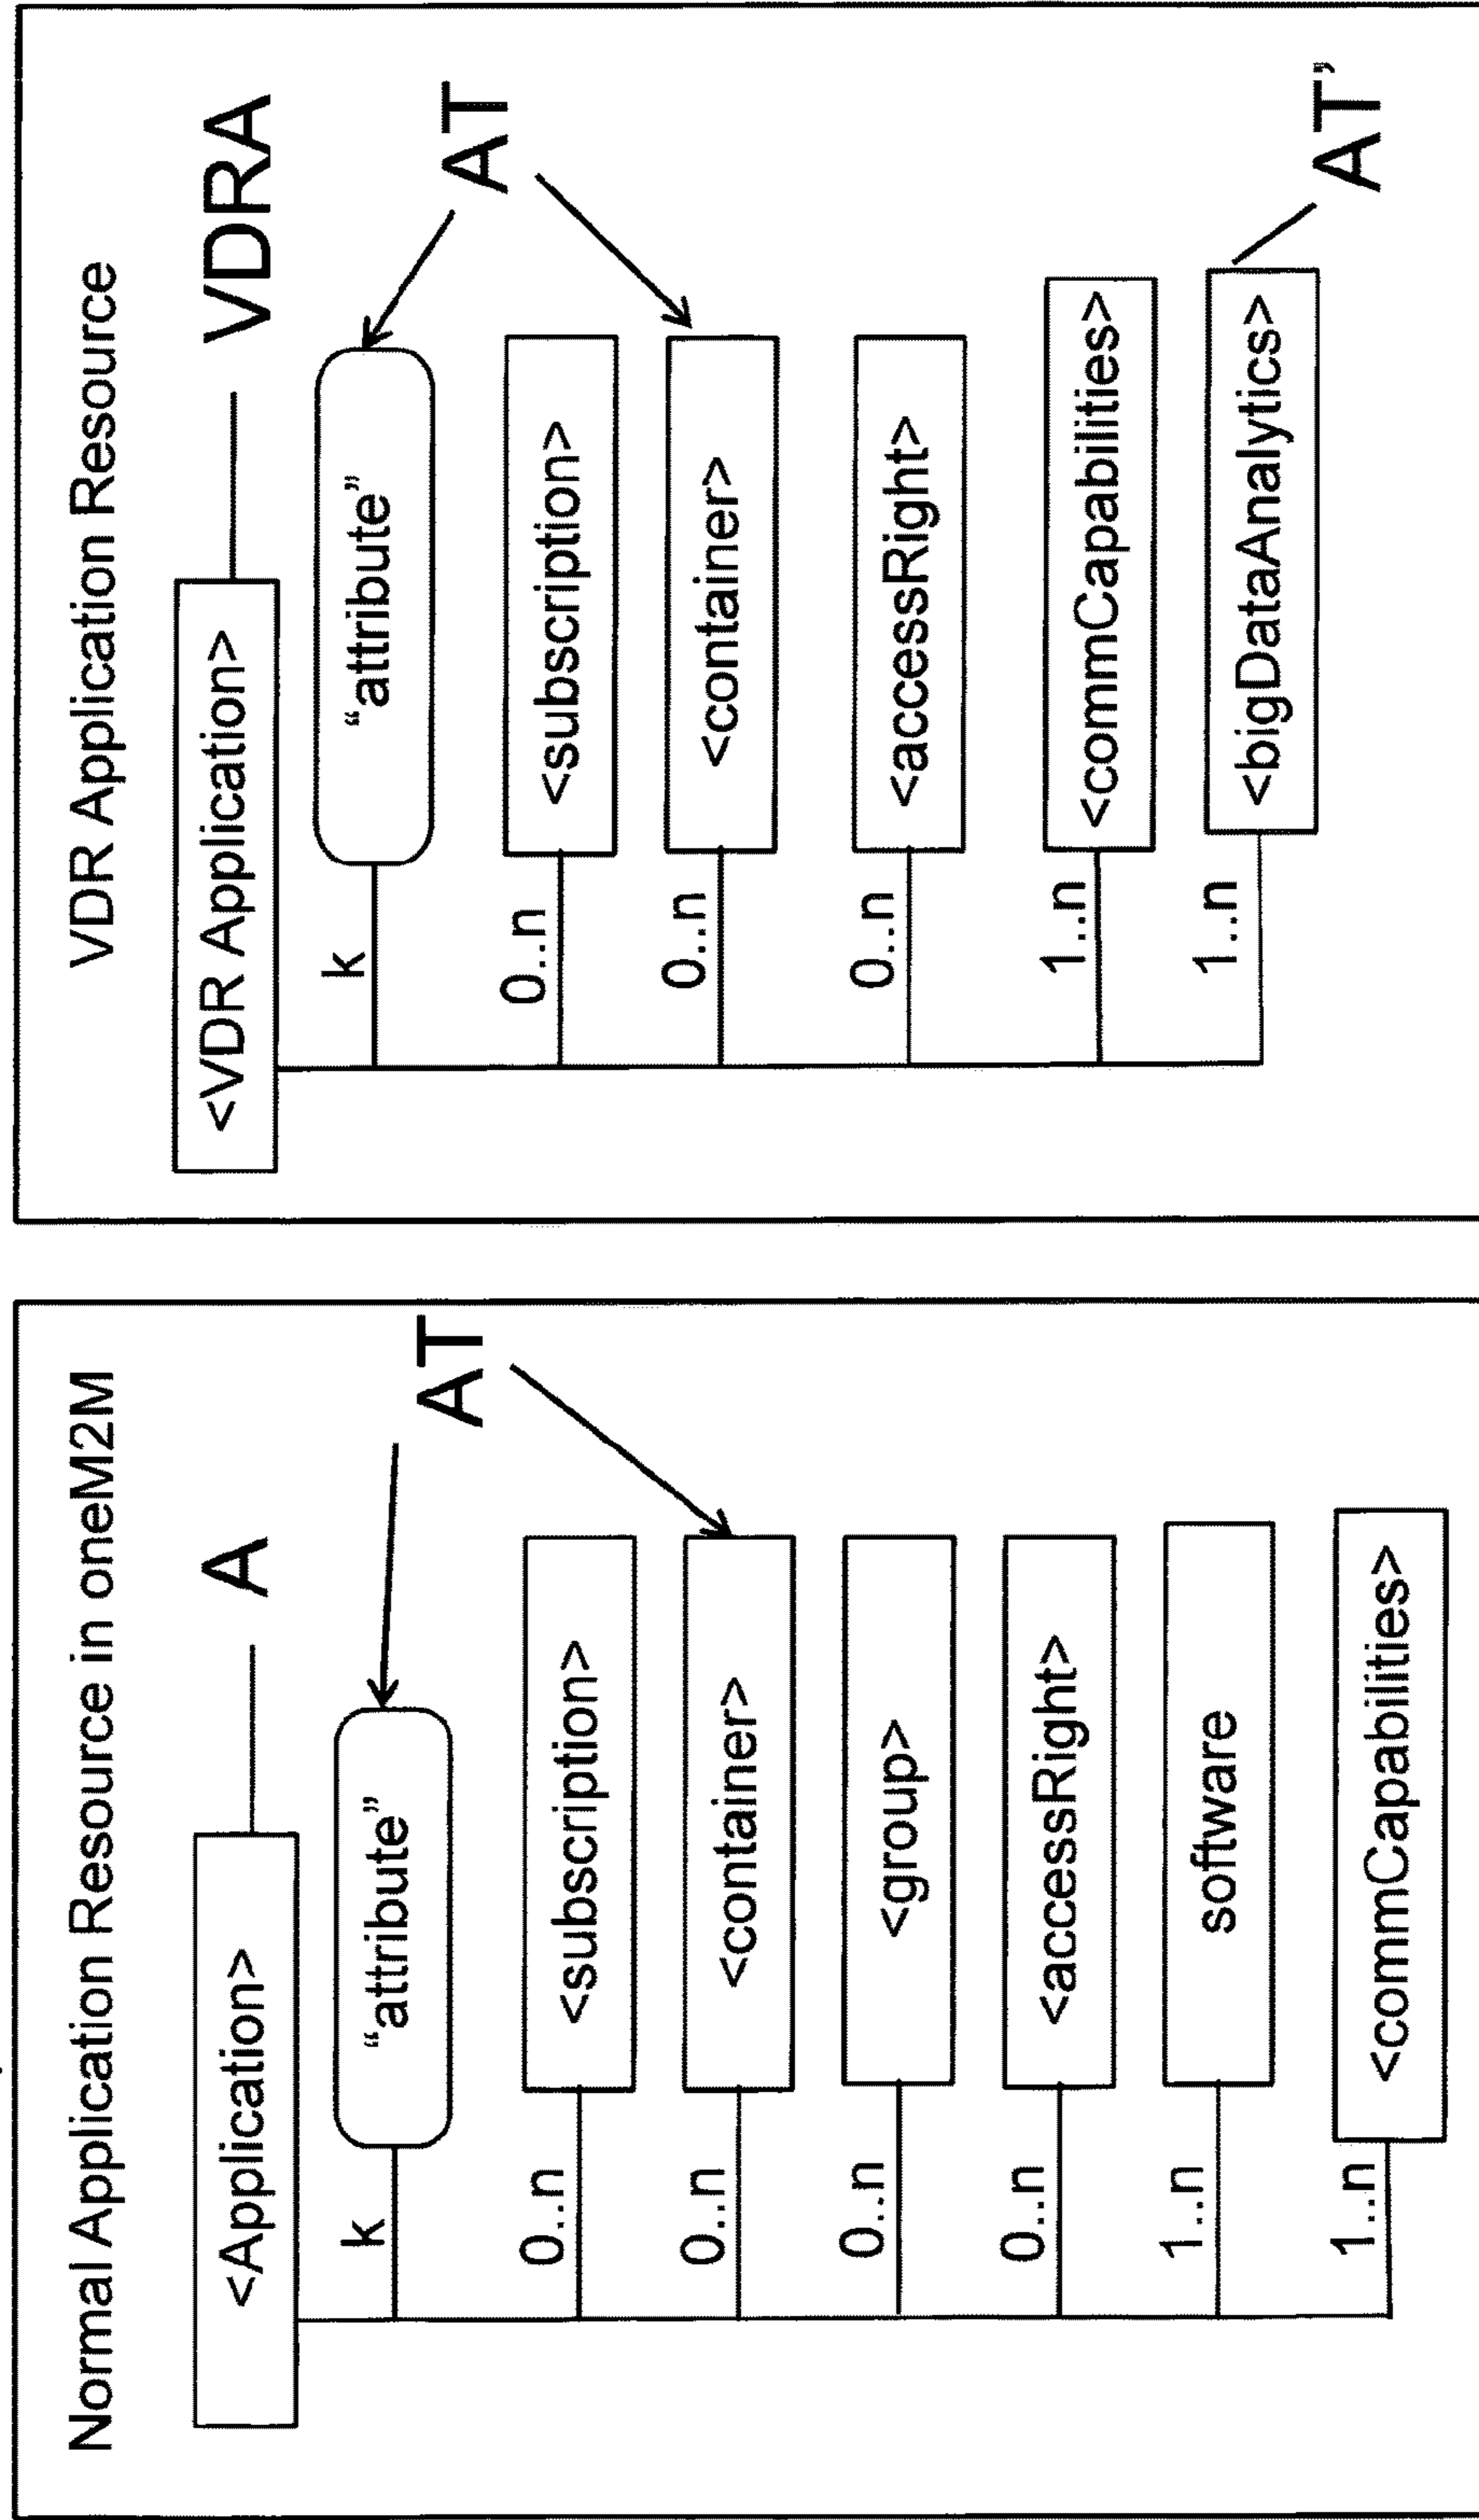 Normal Application Resource in oneM2M
<Application>
A
k
“attribute”
AT
0..n
<subscription>
0..n
<container>
0..n
<group>
0..n
<accessRight>
1..n
software
1..n
<commCapabilities>
VDR Application Resource
<VDR Application>
VDRA
k
“attribute”
AT
0..n
<subscription>
0..n
<container>
0..n
<accessRight>
1..n
<commCapabilities>
1..n
<bigDataAnalytics>
AT’